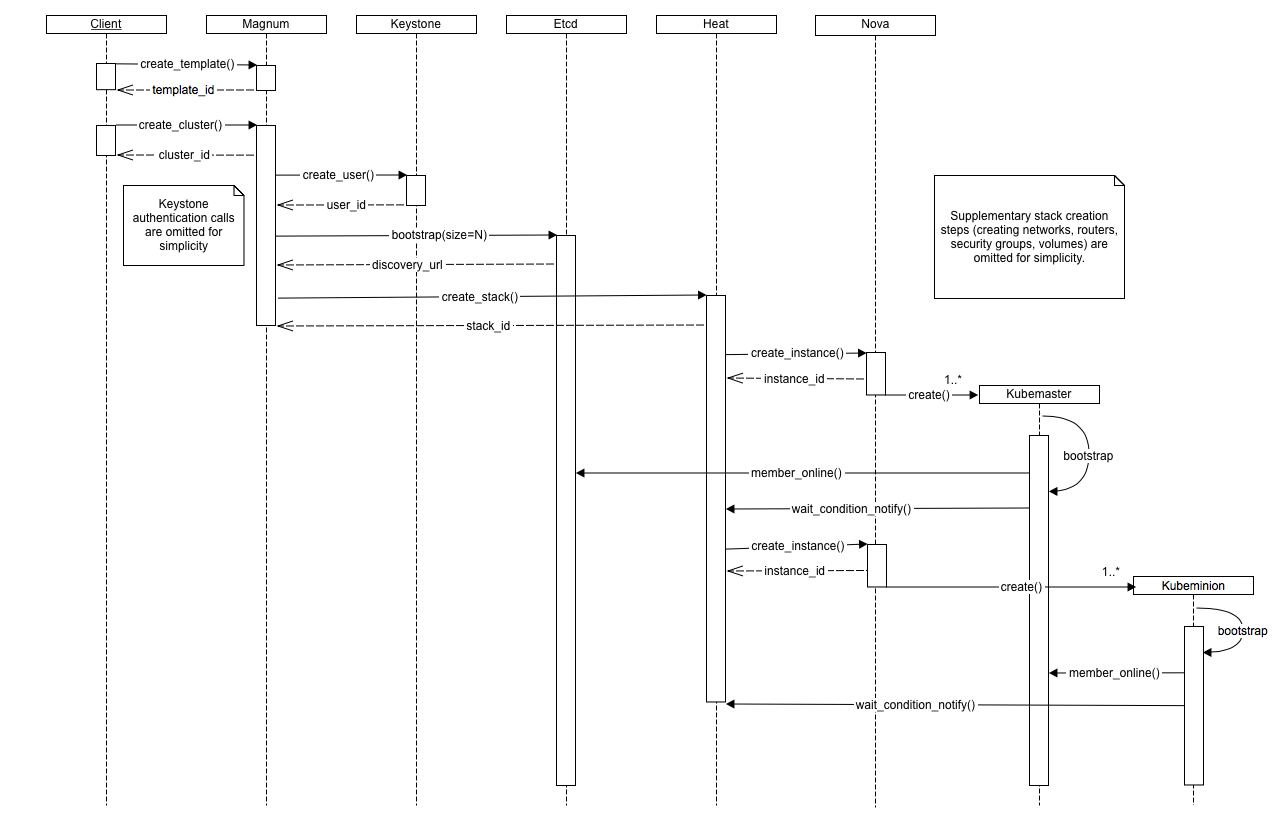 Client
Magnum
Keystone
Etcd
Heat
Nova
create_template()
template_id
create_cluster()
cluster_id
create_user()
user_id
Keystone
authentication calls
are omitted for
simplicity
Supplementary stack creation
steps (creating networks, routers,
security groups, volumes) are
omitted for simplicity.
bootstrap(size=N)
discovery_url
create_stack()
stack_id
create_instance()
instance_id
1..*
create()
Kubemaster
bootstrap
member_online()
wait_condition_notify()
create_instance()
instance_id
1..*
create()
Kubeminion
bootstrap
member_online()
wait_condition_notify()